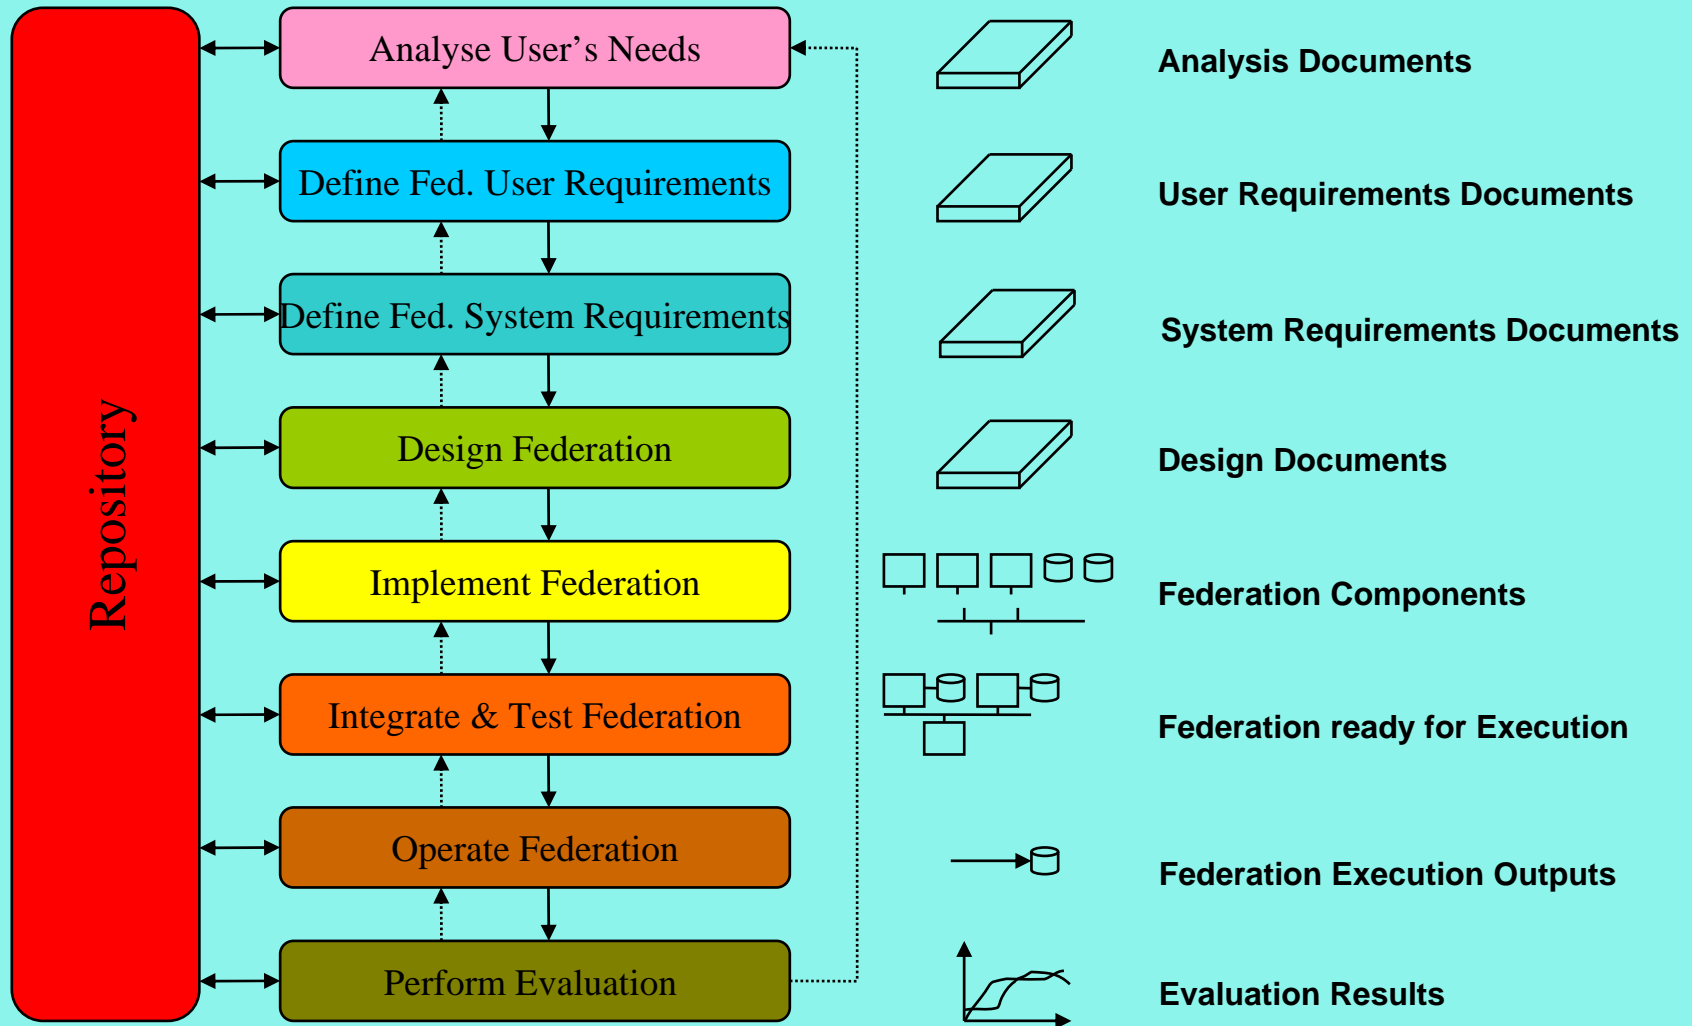 Repository
Analyse User’s Needs
Analysis Documents
Define Fed. User Requirements
User Requirements Documents
Define Fed. System Requirements
System Requirements Documents
Design Federation
Design Documents
Implement Federation
Federation Components
Integrate & Test Federation
Federation ready for Execution
Operate Federation
Federation Execution Outputs
Perform Evaluation
Evaluation Results